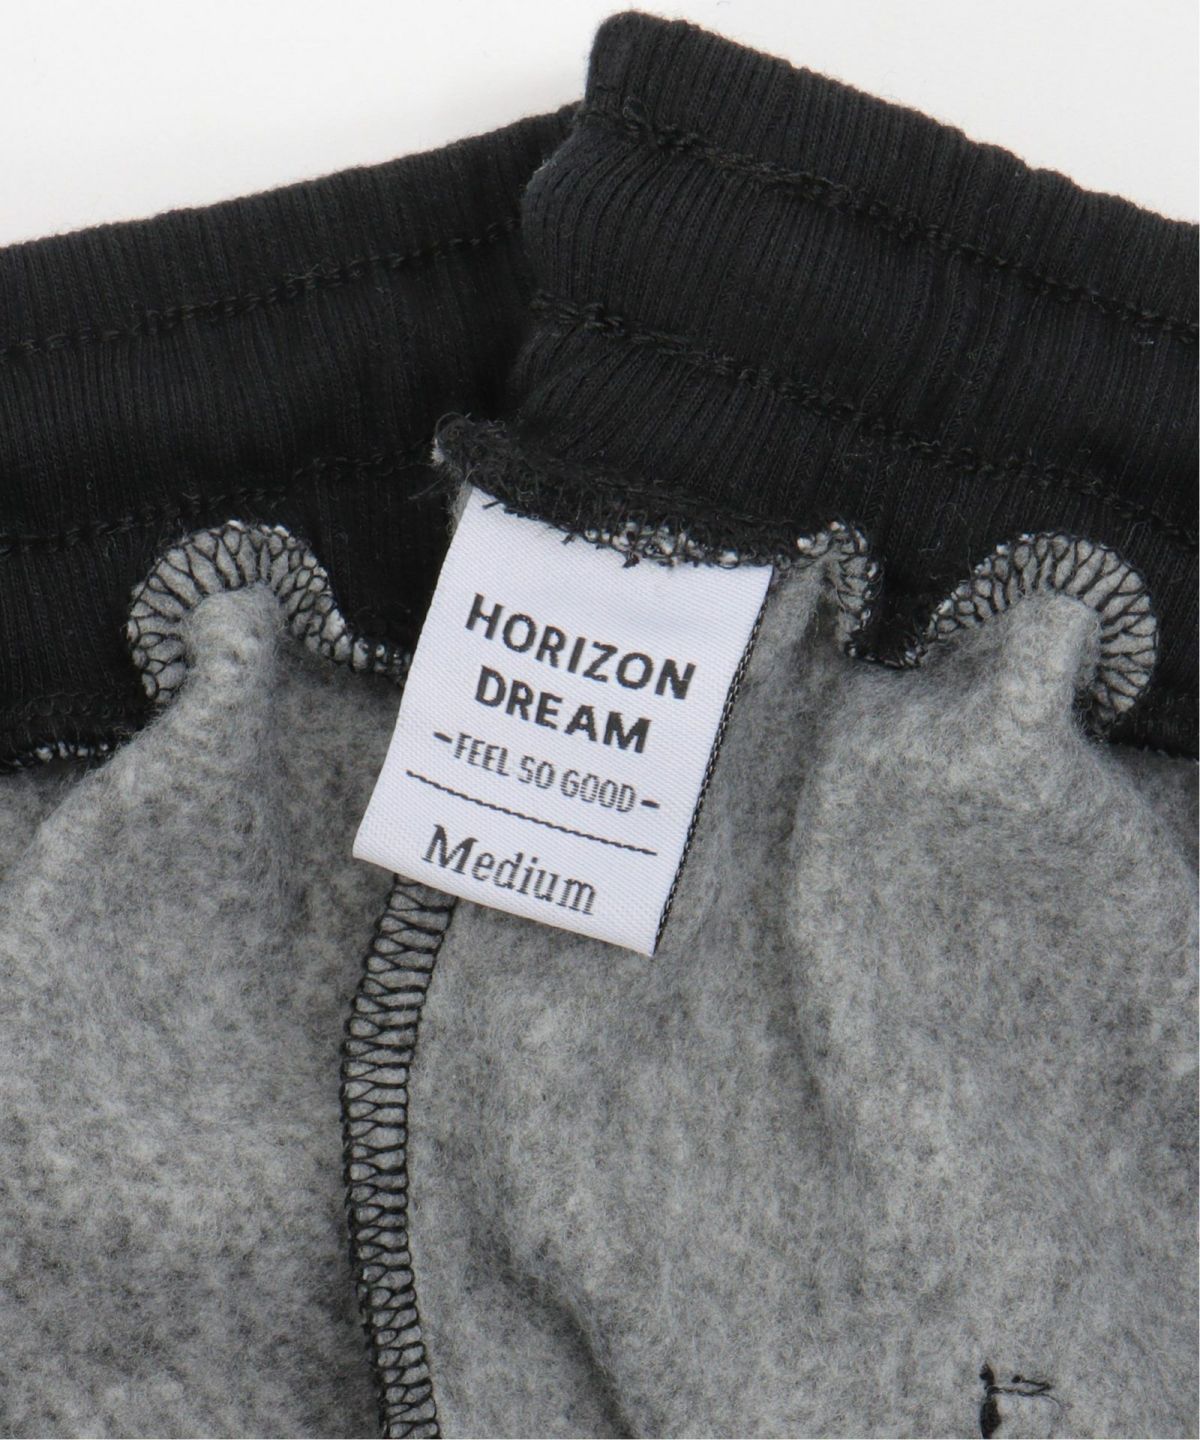 HORIZON
DREAM
-FEEL SO GOOD-
Medium